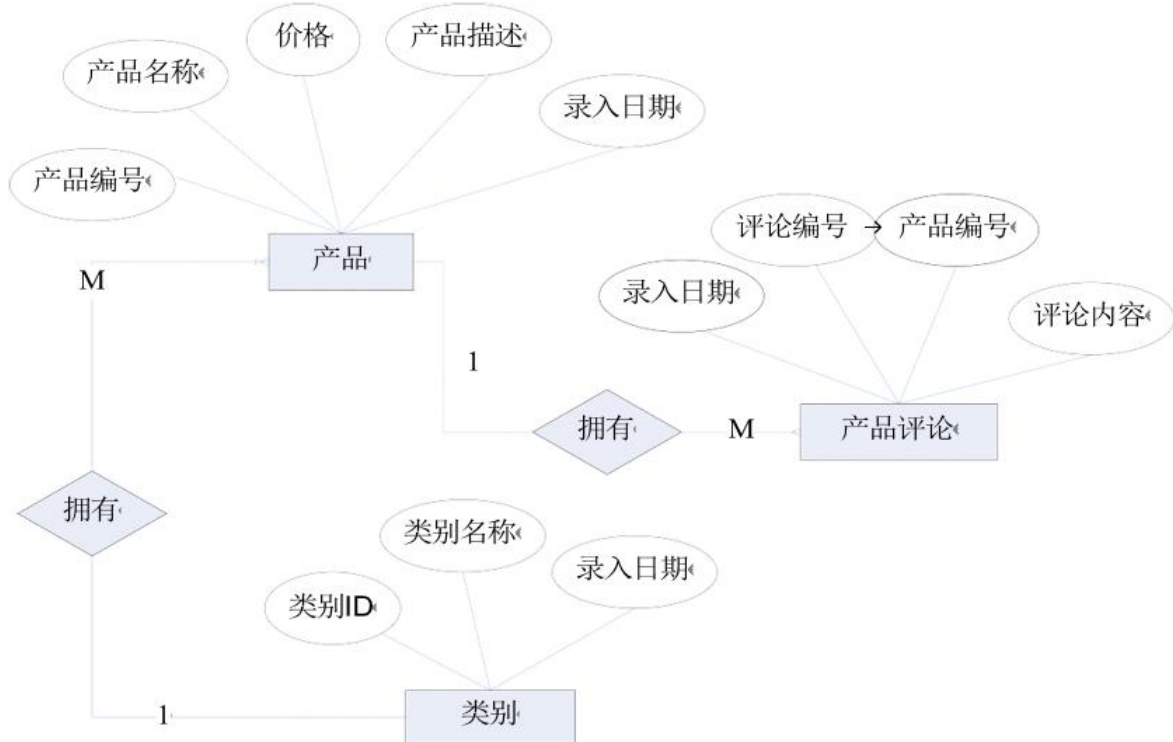 价格
产品描述
产品名称
录入日期
产品编号
评论编号 → 产品编号
产品
M
录入日期
评论内容
1
拥有
M
产品评论
拥有
类别名称
录入日期
类别ID
1
类别